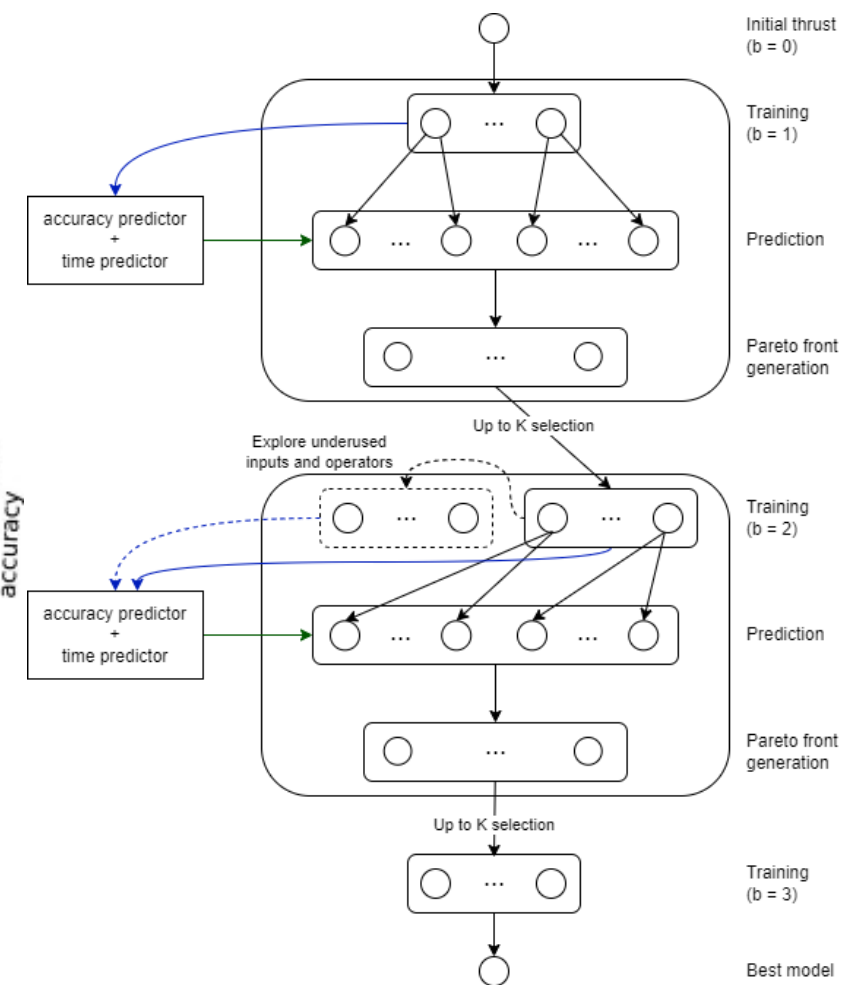 Initial thrust
(b = 0)
Training
(b = 1)
...
accuracy predictor
+
time predictor
...
...
Prediction
...
Pareto front
generation
Up to K selection
Explore underused
inputs and operators
accuracy
...
...
Training
(b = 2)
accuracy predictor
+
time predictor
...
...
Prediction
...
Pareto front
generation
Up to K selection
...
Training
(b = 3)
Best model